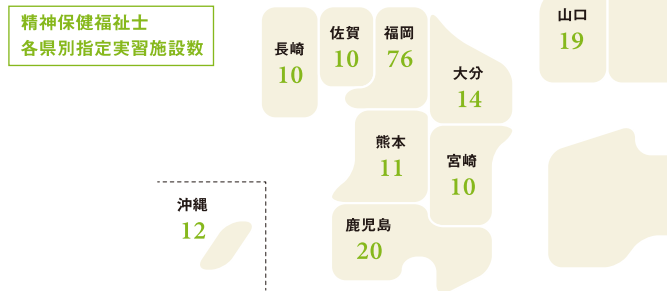 精神保健福祉士
各県別指定実習施設数
長崎
10
佐賀
10
福岡
76
大分
14
山口
19
熊本
11
宮崎
10
沖縄
12
鹿児島
20